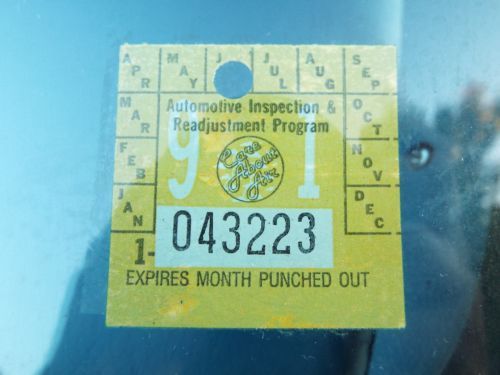 APR MAY J JUL AUG SEP
Automotive Inspection &
Readjustment Program
MAR OCT
9 1
Care
About
Air
FEB NOV
JAN DEC
1- 043223
EXPIRES MONTH PUNCHED OUT